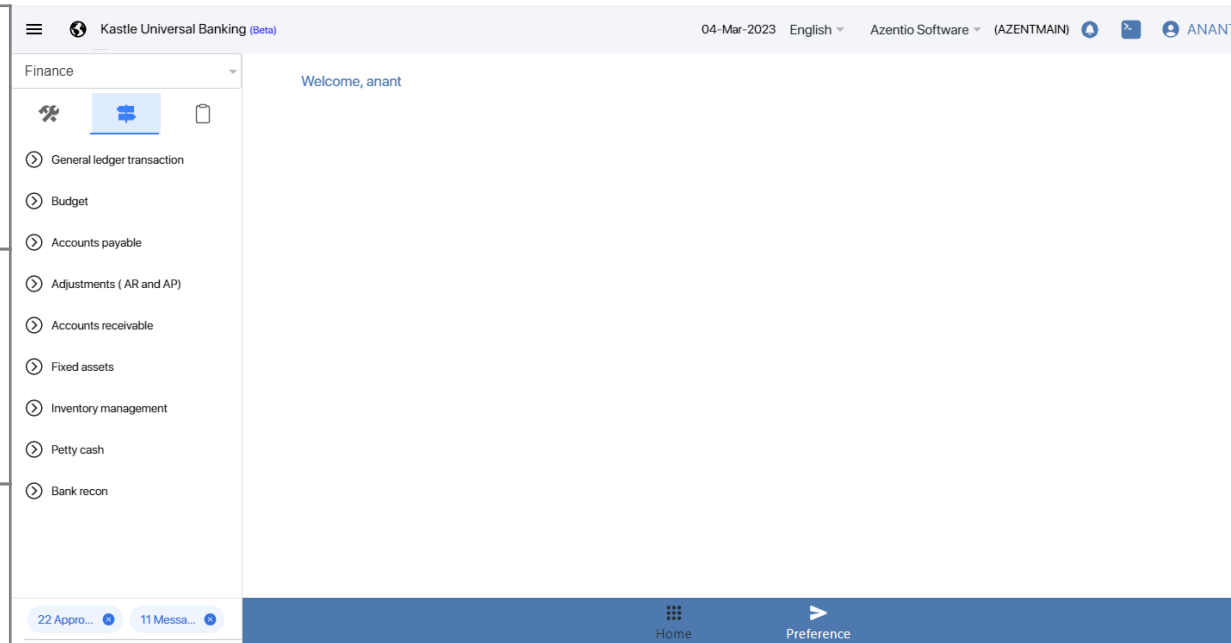 Kastle Universal Banking (Beta) 04-Mar-2023 English Azentio Software (AZENTMAIN) ANANT
Finance
Welcome, anant
General ledger transaction
Budget
Accounts payable
Adjustments ( AR and AP)
Accounts receivable
Fixed assets
Inventory management
Petty cash
Bank recon
22 Appro... 11 Messa...
Home Preference